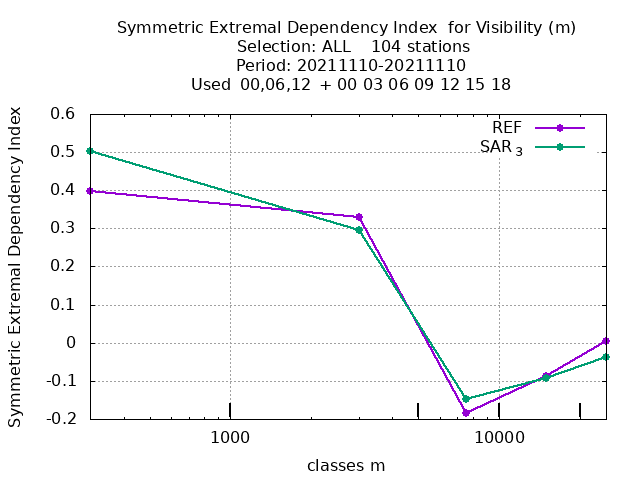 Symmetric Extremal Dependency Index  for Visibility (m)
Selection: ALL    104 stations
Period: 20211110-20211110
Used  00,06,12  + 00 03 06 09 12 15 18
REF
SAR 3
Symmetric Extremal Dependency Index
0.6
0.5
0.4
0.3
0.2
0.1
0
-0.1
-0.2
1000 10000
classes m